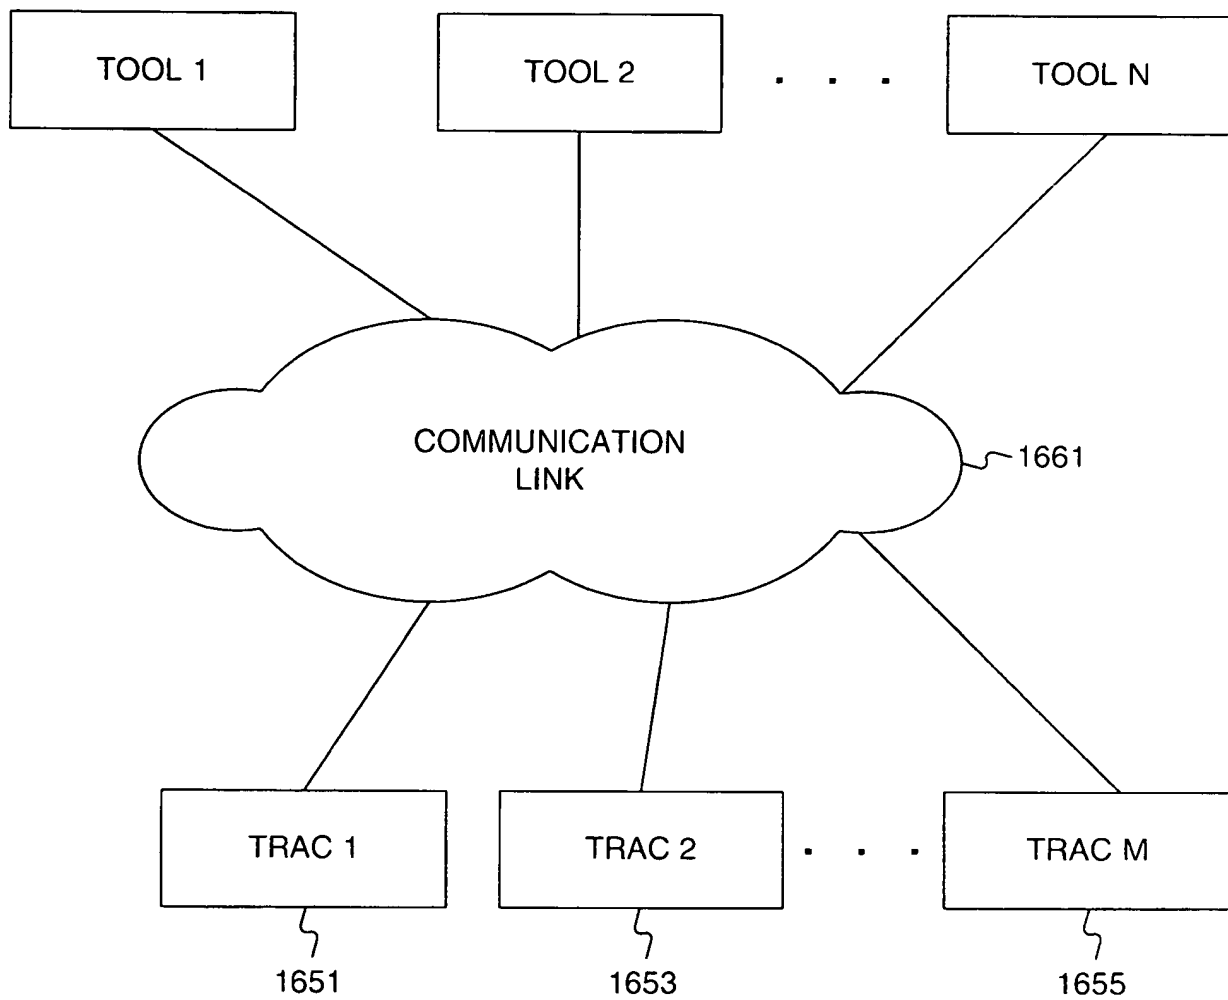 TOOL 1
TOOL 2
. . .
TOOL N
COMMUNICATION
LINK
1661
TRAC 1
TRAC 2
. . .
TRAC M
1651
1653
1655